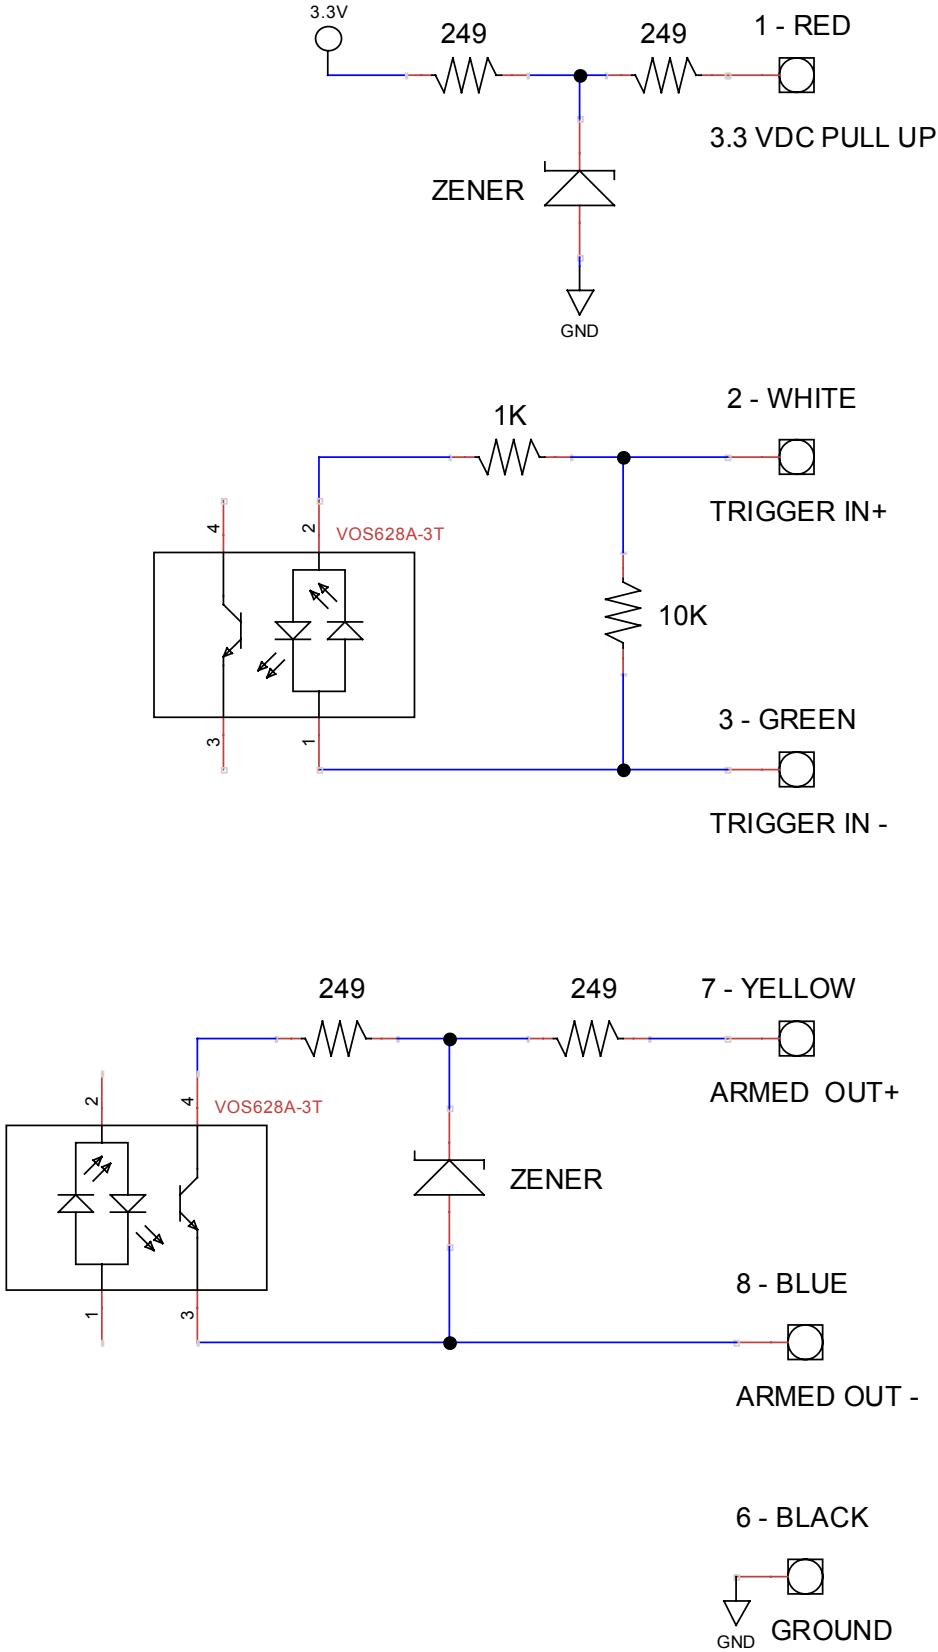 3.3V
249
249
1 - RED
3.3 VDC PULL UP
ZENER
GND
1K
2 - WHITE
TRIGGER IN+
4
2
VOS628A-3T
10K
3
1
3 - GREEN
TRIGGER IN -
249
249
7 - YELLOW
ARMED OUT+
2
4
VOS628A-3T
ZENER
1
3
8 - BLUE
ARMED OUT -
6 - BLACK
GND
GROUND